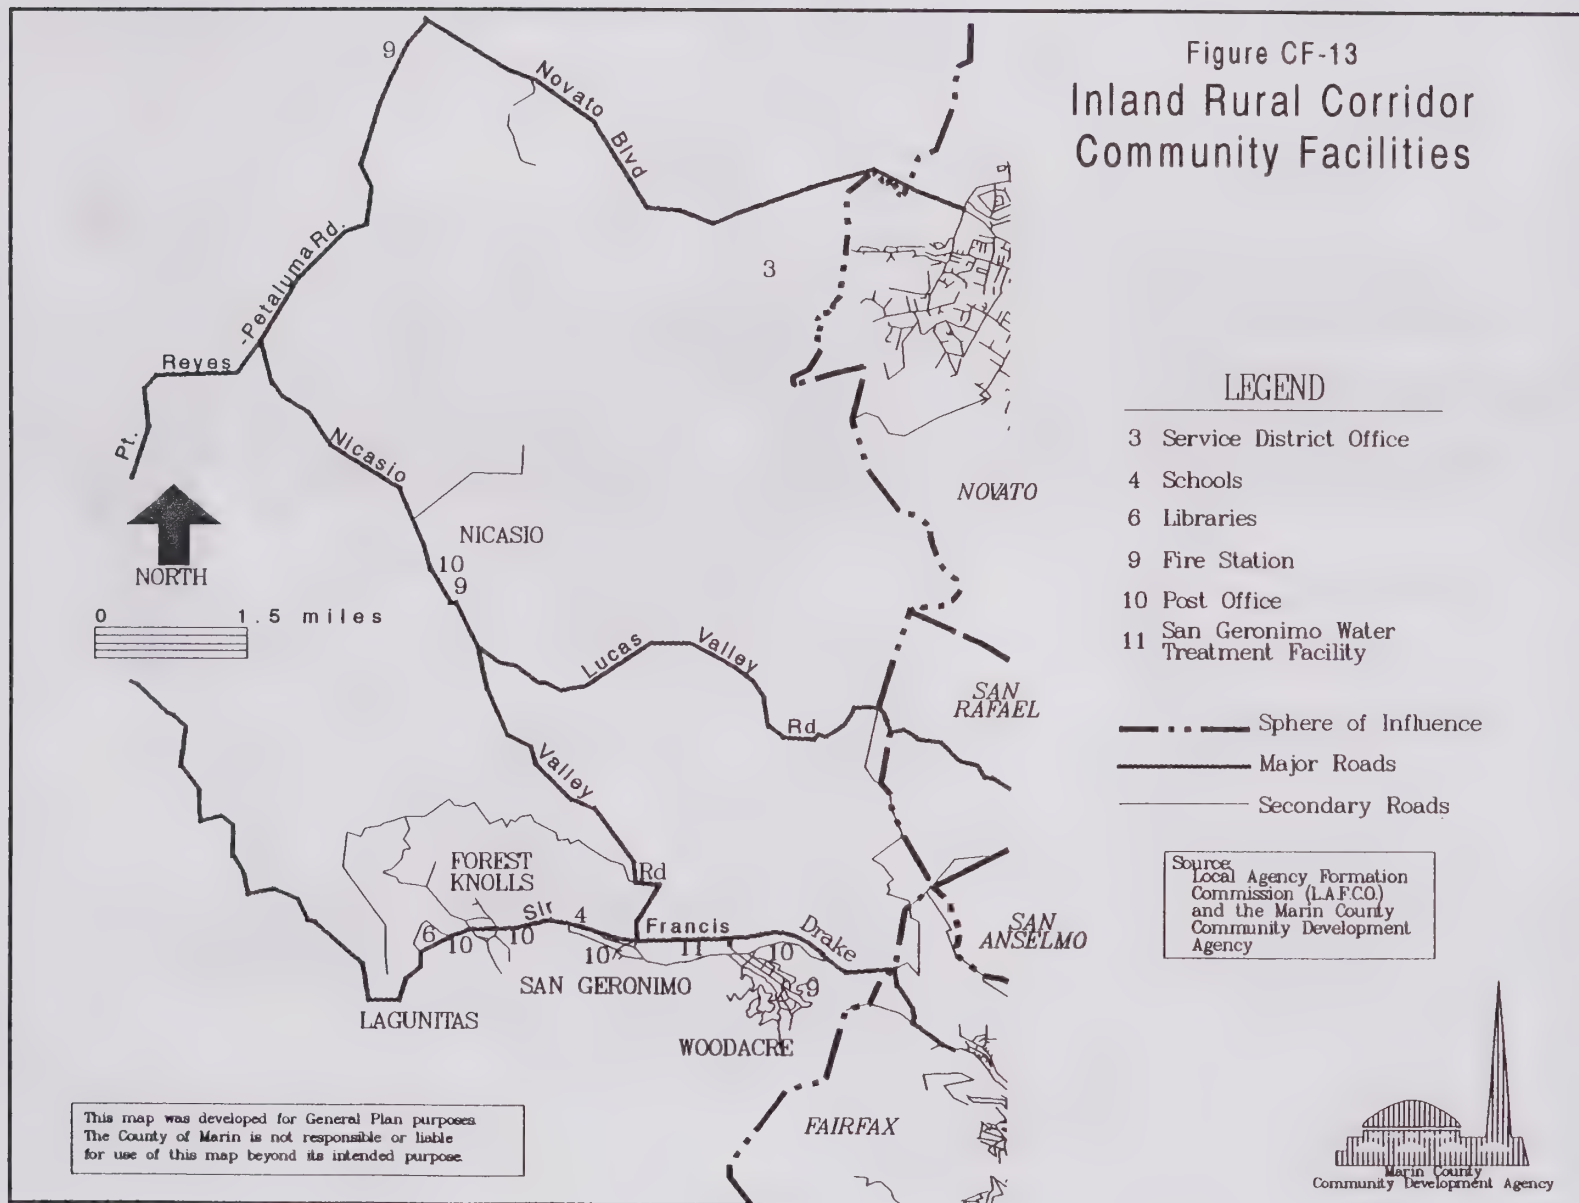 Figure CF-13
Inland Rural Corridor
Community Facilities
9
Novato
Blvd
3
-Petaluma Rd.
Reyes
Pt.
Nicasio
NORTH
0 1.5 miles
NICASIO
10
9
NOVATO
Lucas
Valley
Rd
SAN
RAFAEL
Valley
Rd
FOREST
KNOLLS
Sir
Francis
Drake
6
10
10
4
10
11
10
9
SAN GERONIMO
LAGUNITAS
WOODACRE
SAN
ANSELMO
FAIRFAX
LEGEND
3 Service District Office
4 Schools
6 Libraries
9 Fire Station
10 Post Office
11 San Geronimo Water
Treatment Facility
Sphere of Influence
Major Roads
Secondary Roads
Source:
Local Agency Formation
Commission (L.A.F.C.O.)
and the Marin County
Community Development
Agency
This map was developed for General Plan purposes.
The County of Marin is not responsible or liable
for use of this map beyond its intended purpose.
Marin County
Community Development Agency